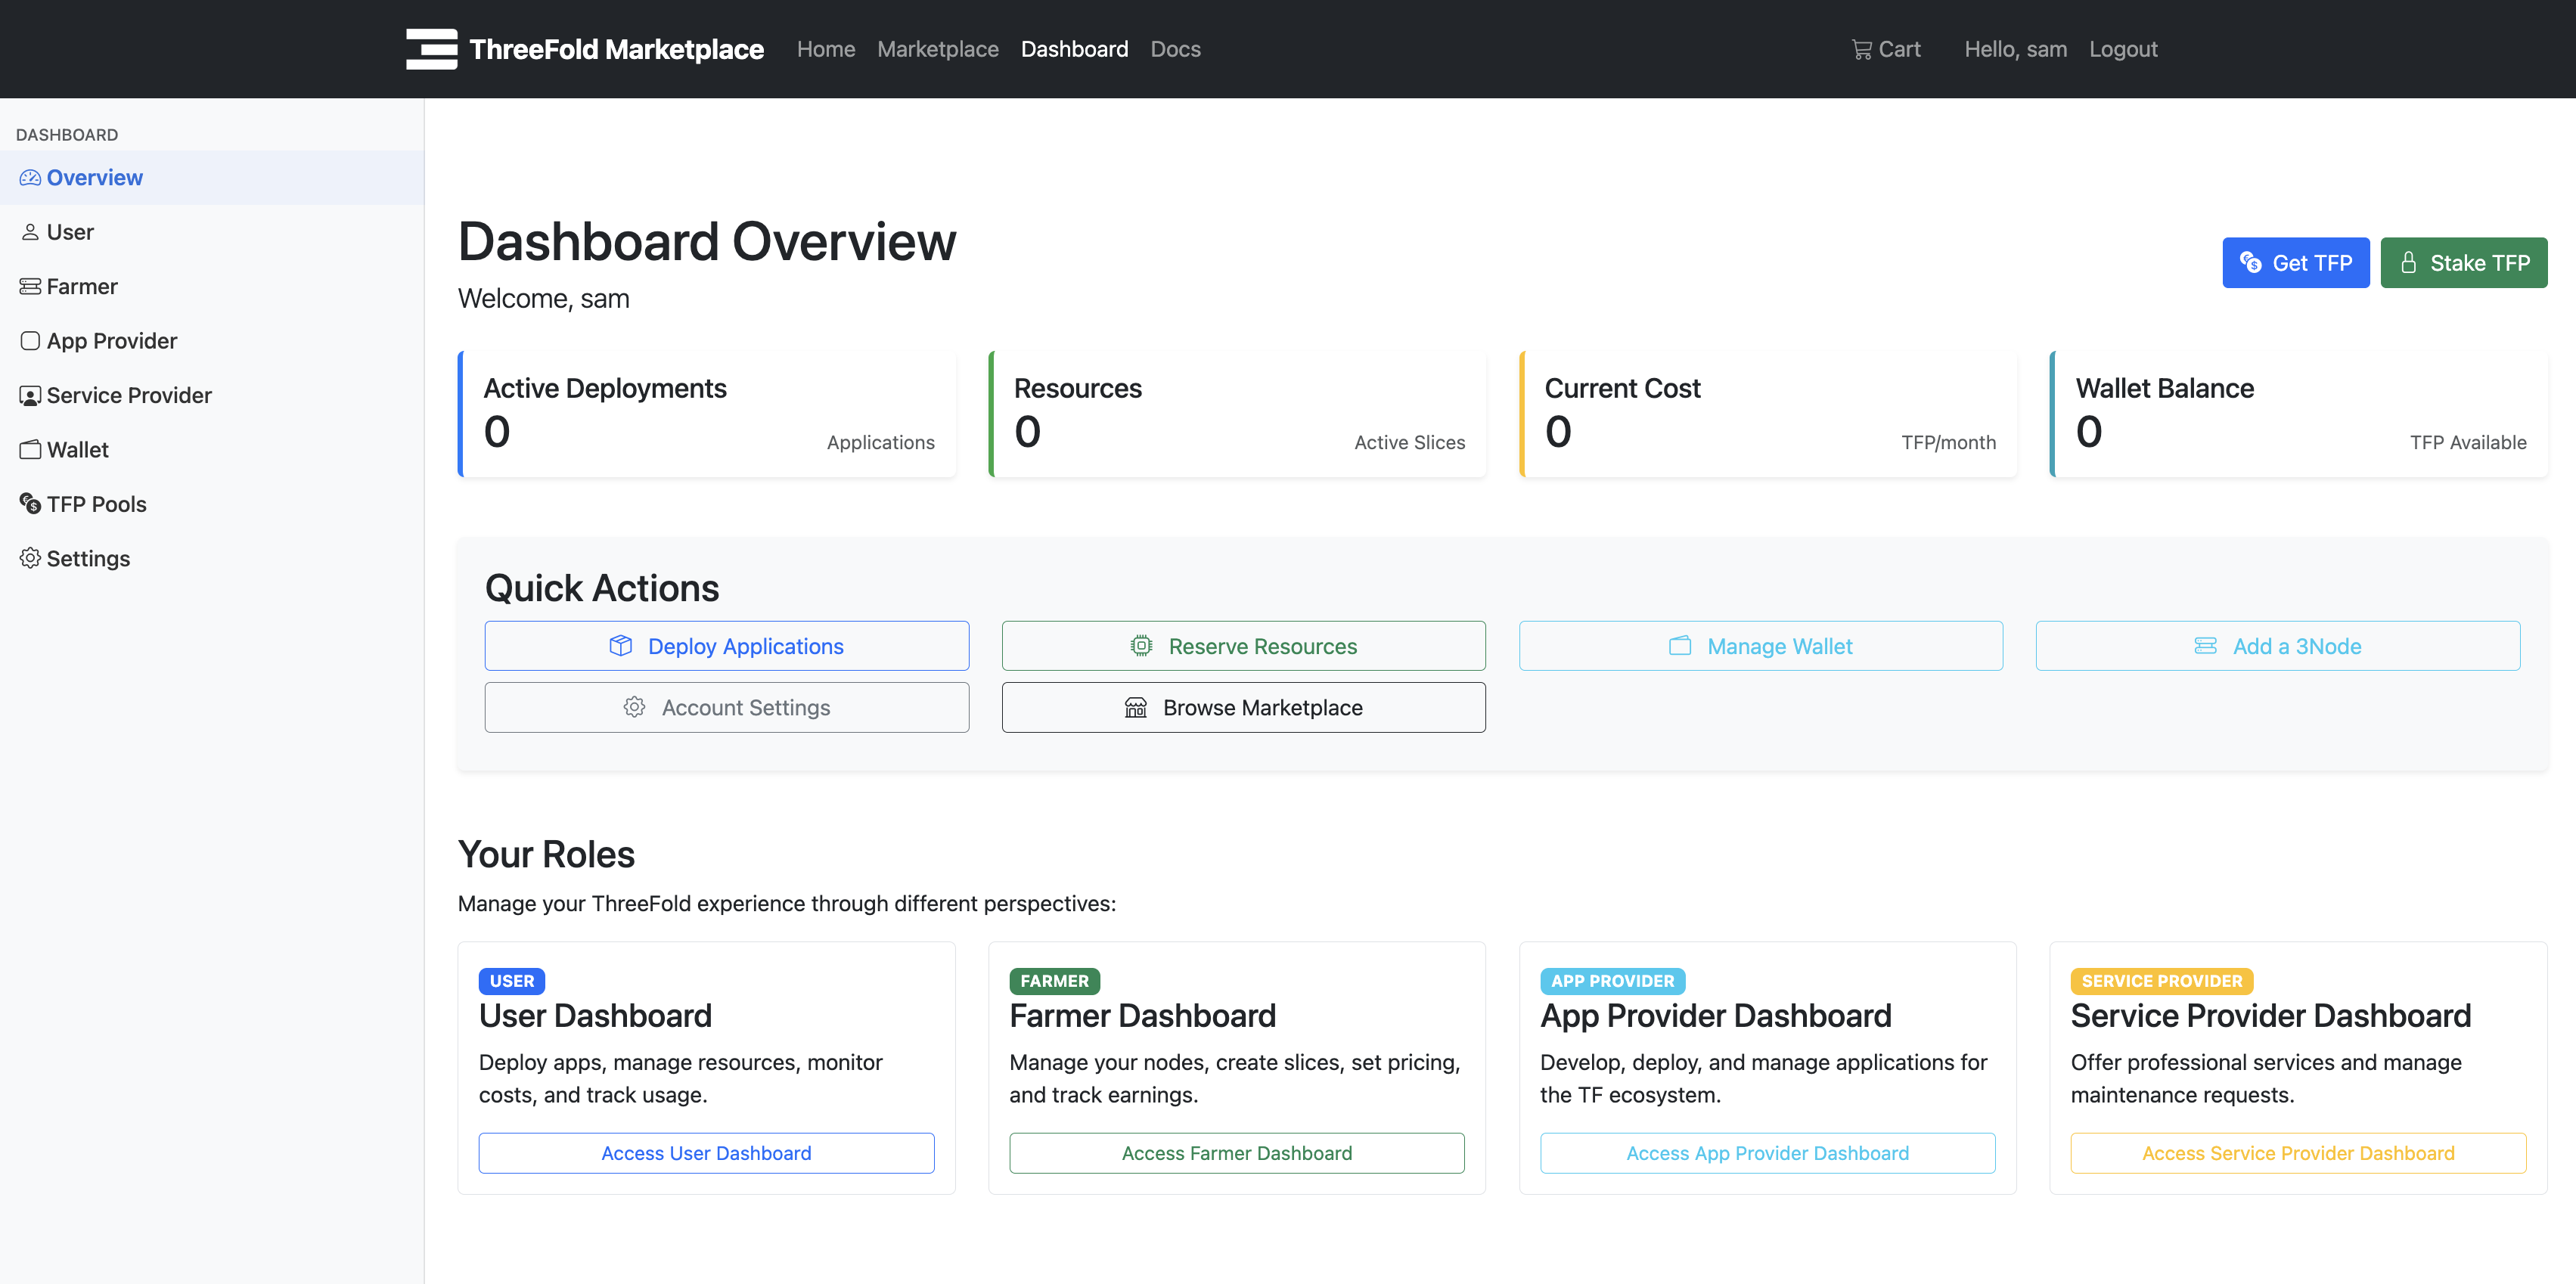 ThreeFold Marketplace Home Marketplace Dashboard Docs Cart Hello, sam Logout
DASHBOARD
Overview
User
Farmer
App Provider
Service Provider
Wallet
TFP Pools
Settings
Dashboard Overview
Welcome, sam
Get TFP
Stake TFP
Active Deployments
0
Applications
Resources
0
Active Slices
Current Cost
0
TFP/month
Wallet Balance
0
TFP Available
Quick Actions
Deploy Applications
Reserve Resources
Manage Wallet
Add a 3Node
Account Settings
Browse Marketplace
Your Roles
Manage your ThreeFold experience through different perspectives:
USER
User Dashboard
Deploy apps, manage resources, monitor
costs, and track usage.
Access User Dashboard
FARMER
Farmer Dashboard
Manage your nodes, create slices, set pricing,
and track earnings.
Access Farmer Dashboard
APP PROVIDER
App Provider Dashboard
Develop, deploy, and manage applications for
the TF ecosystem.
Access App Provider Dashboard
SERVICE PROVIDER
Service Provider Dashboard
Offer professional services and manage
maintenance requests.
Access Service Provider Dashboard